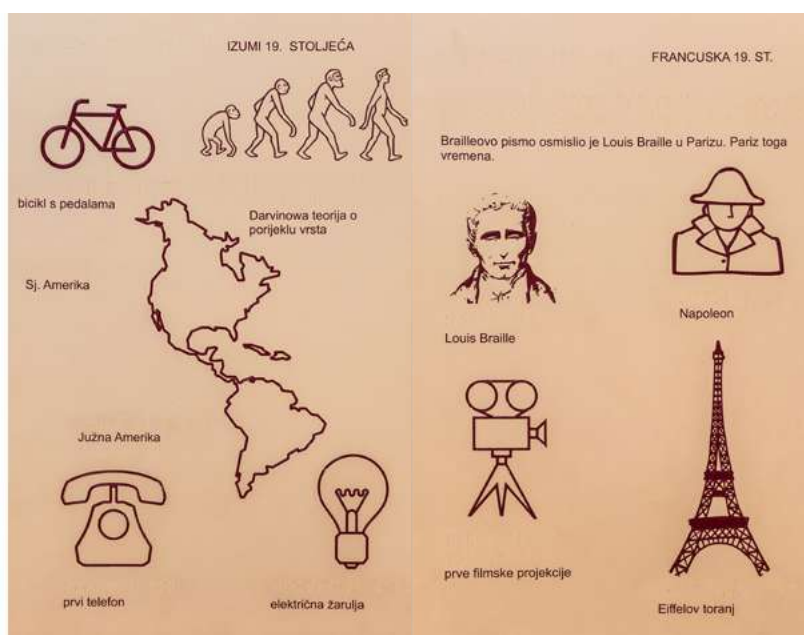 IZUMI 19. STOLJEĆA
bicikl s pedalama
Darvinova teorija o
porijeklu vrsta
Sj. Amerika
Južna Amerika
prvi telefon
električna žarulja
FRANCUSKA 19. ST.
Brailleovo pismo osmislio je Louis Braille u Parizu. Pariz toga
vremena.
Louis Braille
Napoleon
prve filmske projekcije
Eiffelov toranj